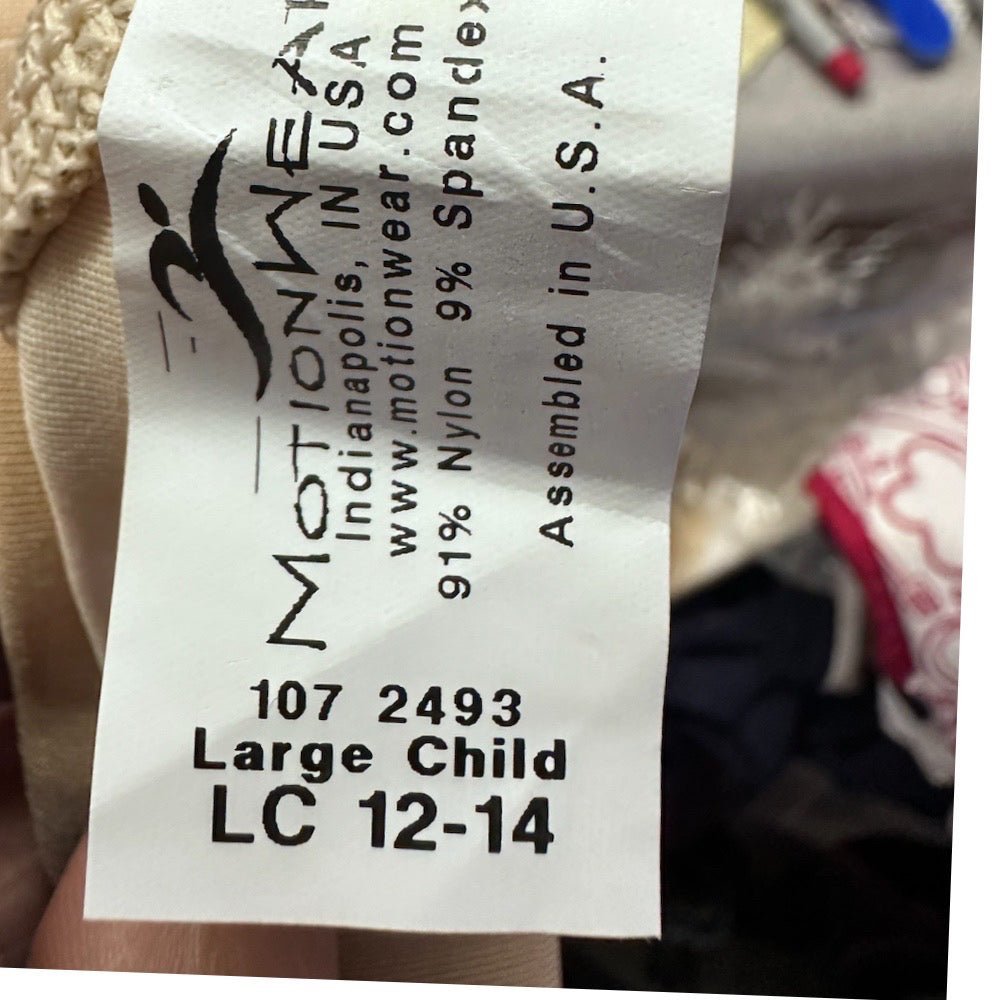 MOTIONWEAR
Indianapolis, IN USA
www.motionwear.com
91% Nylon 9% Spandex
Assembled in U.S.A.
107 2493
Large Child
LC 12-14